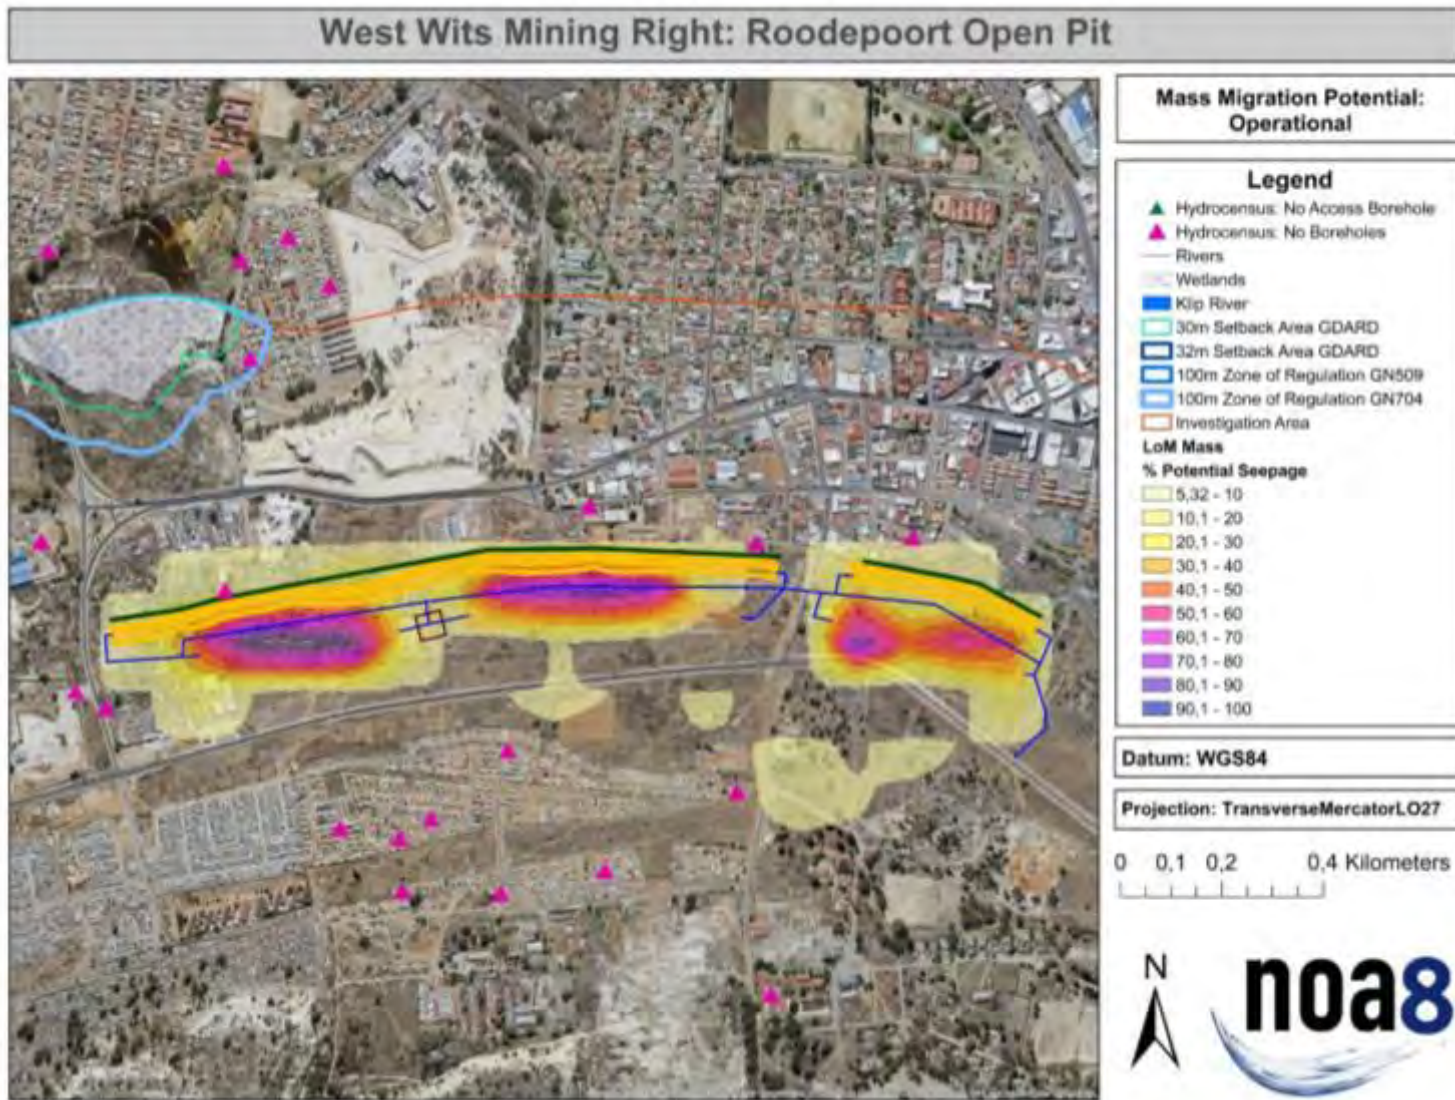 West Wits Mining Right: Roodepoort Open Pit
Mass Migration Potential:
Operational
Legend
Hydrocensus: No Access Borehole
Hydrocensus: No Boreholes
Rivers
Wetlands
Klip River
30m Setback Area GDARD
32m Setback Area GDARD
100m Zone of Regulation GN509
100m Zone of Regulation GN704
Investigation Area
LoM Mass
% Potential Seepage
5,32 - 10
10,1 - 20
20,1 - 30
30,1 - 40
40,1 - 50
50,1 - 60
60,1 - 70
70,1 - 80
80,1 - 90
90,1 - 100
Datum: WGS84
Projection: TransverseMercatorLO27
0 0,1 0,2 0,4 Kilometers
N
noa8